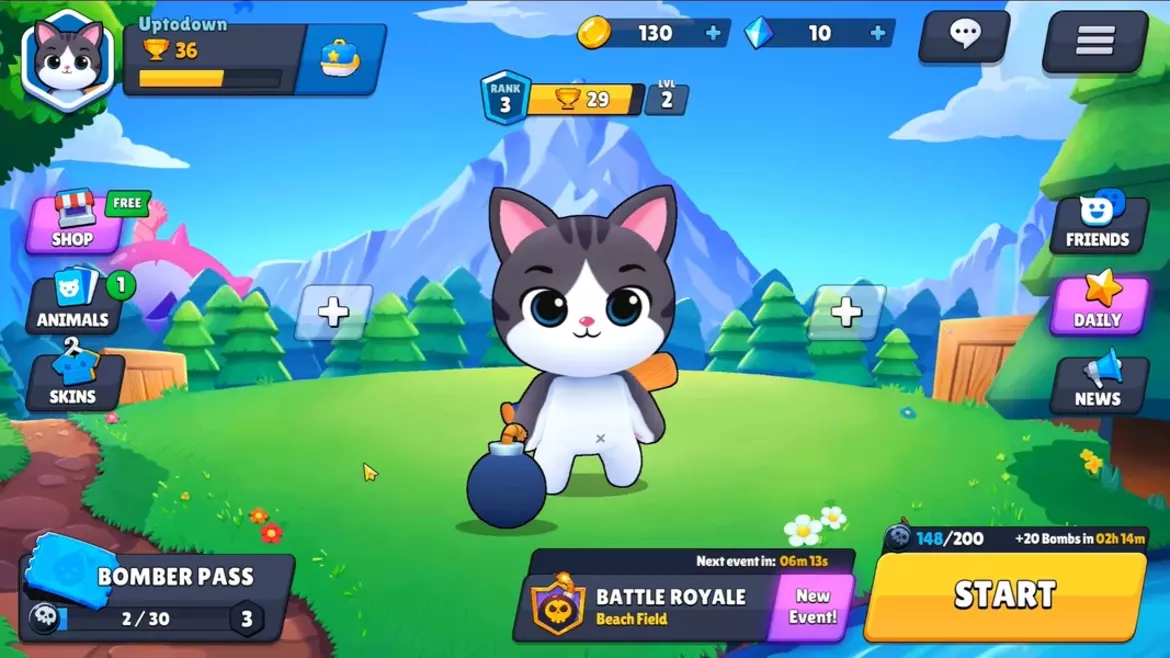 Uptodown
36
130
10
RANK
3
29
LVL
2
FREE
SHOP
1
ANIMALS
SKINS
FRIENDS
DAILY
NEWS
BOMBER PASS
2/30
3
Next event in: 06m 13s
BATTLE ROYALE
Beach Field
New
Event!
148/200
+20 Bombs in 02h 14m
START